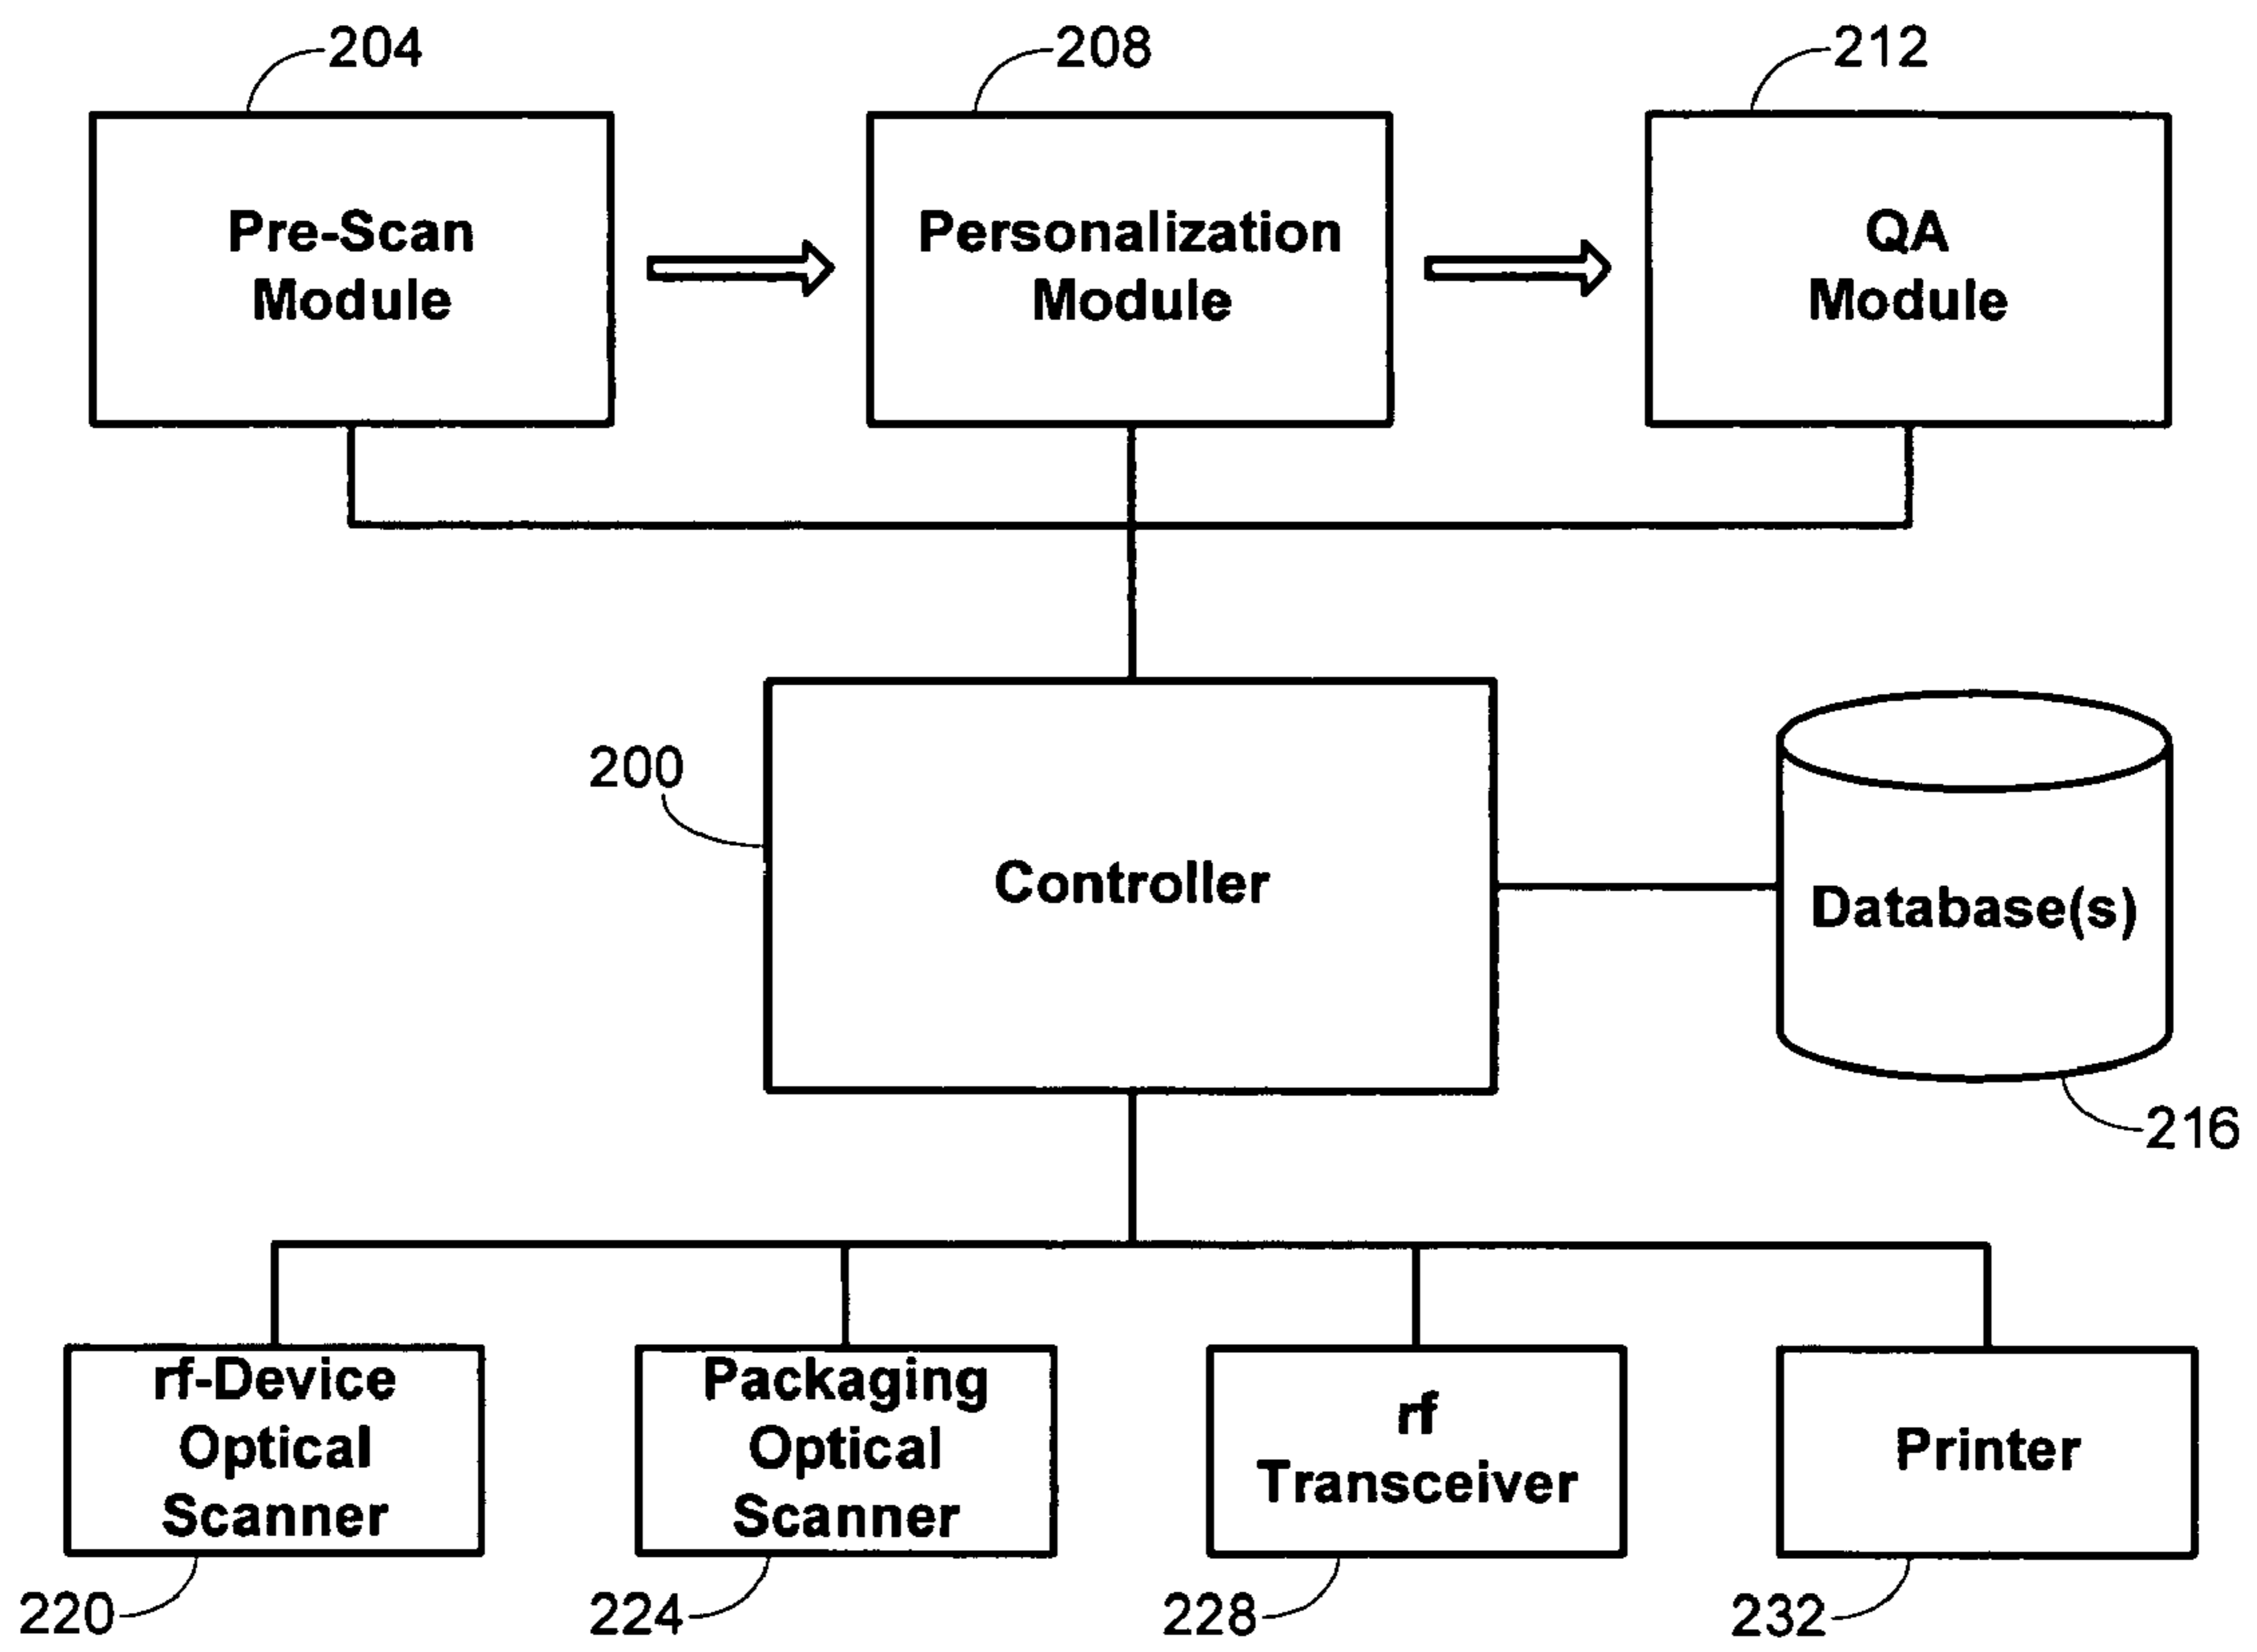 204
208
212
Pre-Scan
Module
Personalization
Module
QA
Module
200
Controller
Database(s)
216
rf-Device
Optical
Scanner
Packaging
Optical
Scanner
rf
Transceiver
Printer
220
224
228
232